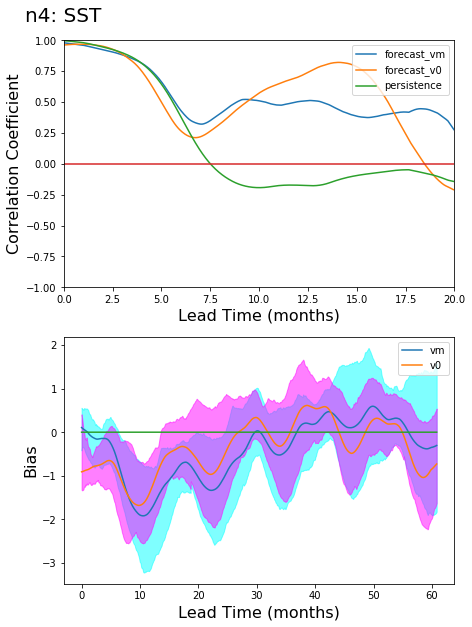 n4: SST
1.00
0.75
0.50
0.25
0.00
−0.25
−0.50
−0.75
−1.00
Correlation Coefficient
forecast_vm
forecast_v0
persistence
0.0 2.5 5.0 7.5 10.0 12.5 15.0 17.5 20.0
Lead Time (months)
2
1
0
−1
−2
−3
Bias
vm
v0
0 10 20 30 40 50 60
Lead Time (months)